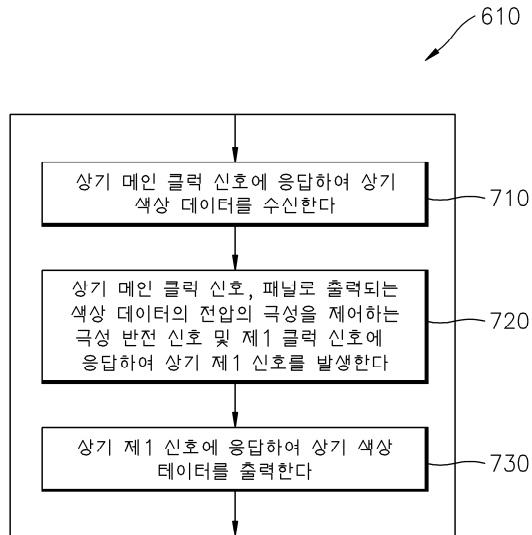 610
상기 메인 클럭 신호에 응답하여 상기
색상 데이터를 수신한다
710
상기 메인 클럭 신호, 패널로 출력되는
색상 데이터의 전압의 극성을 제어하는
극성 반전 신호 및 제1 클럭 신호에
응답하여 상기 제1 신호를 발생한다
720
상기 제1 신호에 응답하여 상기 색상
테이터를 출력한다
730